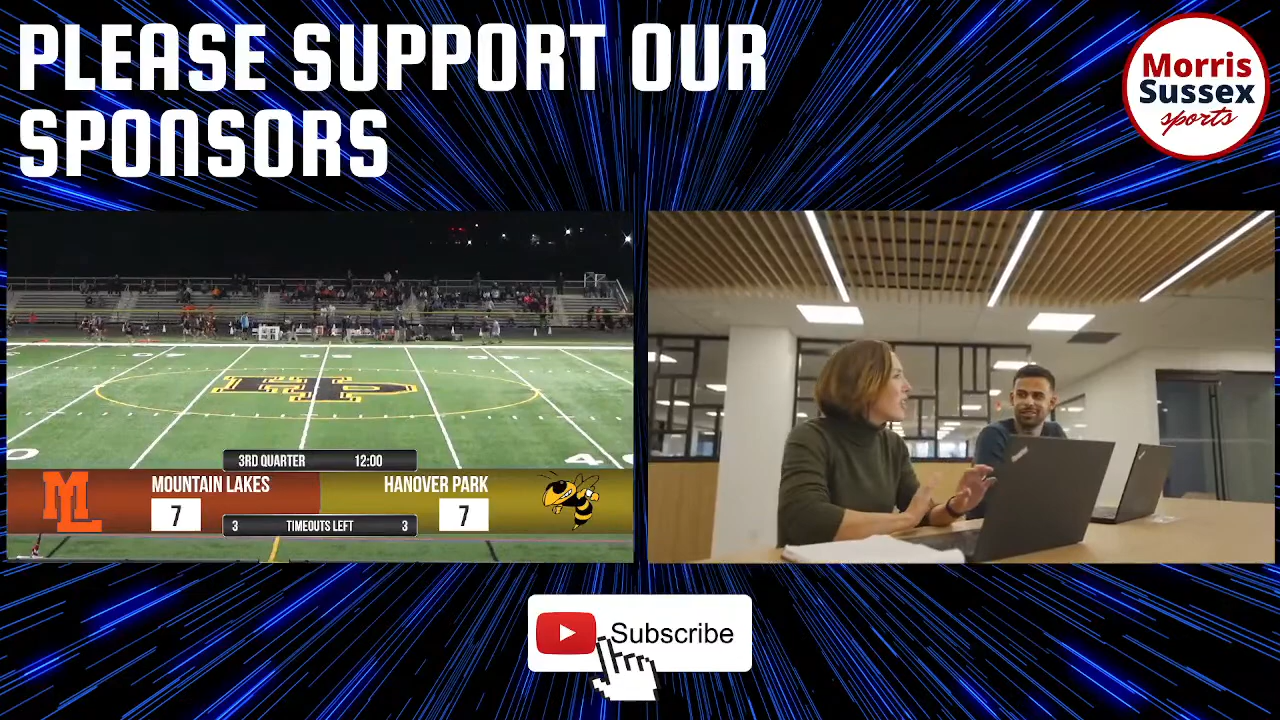 PLEASE SUPPORT OUR
SPONSORS
Morris
Sussex
sports
3RD QUARTER 12:00
MOUNTAIN LAKES HANOVER PARK
ML
7 7
3 TIMEOUTS LEFT 3
Subscribe